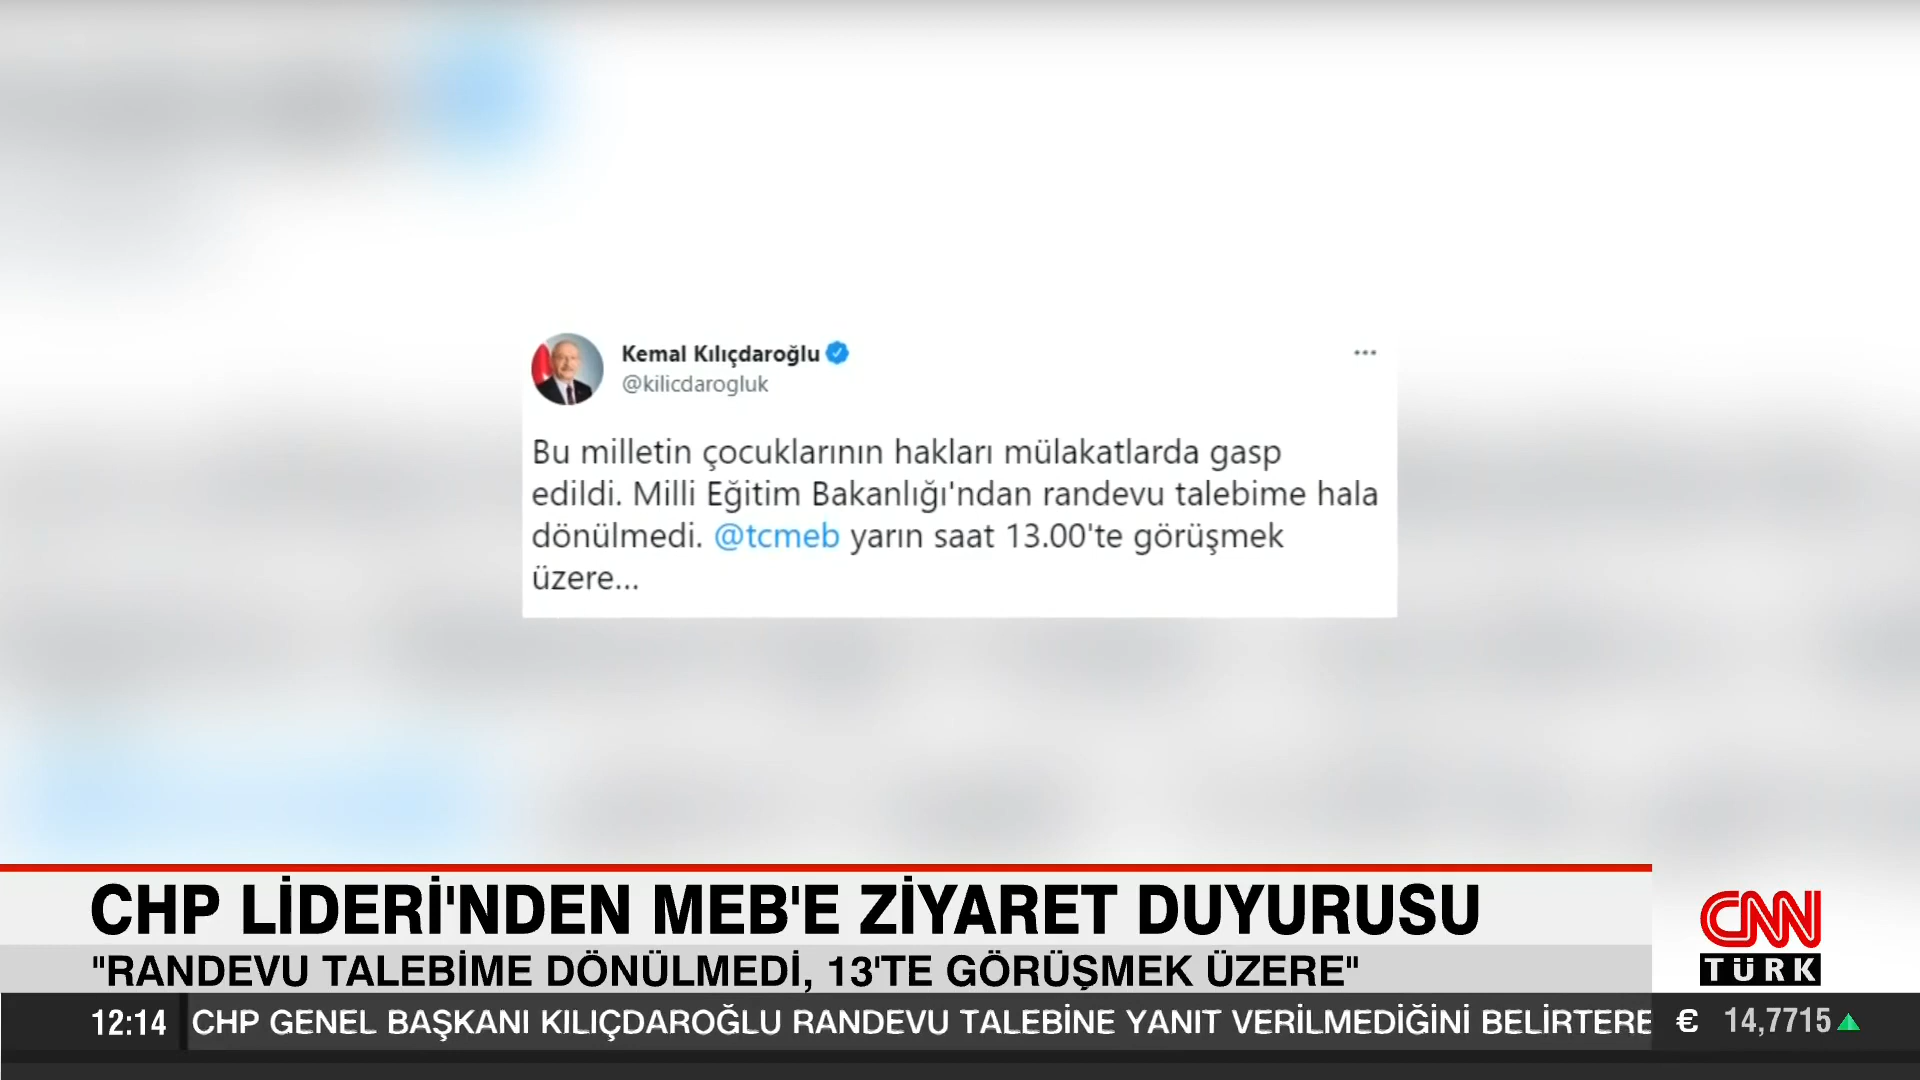 Kemal Kılıçdaroğlu
@kilicdarogluk
Bu milletin çocuklarının hakları mülakatlarda gasp
edildi. Milli Eğitim Bakanlığı'ndan randevu talebime hala
dönülmedi. @tcmeb yarın saat 13.00'te görüşmek
üzere...
CHP LİDERİ'NDEN MEB'E ZİYARET DUYURUSU
"RANDEVU TALEBİME DÖNÜLMEDİ, 13'TE GÖRÜŞMEK ÜZERE"
CNN
TÜRK
12:14 CHP GENEL BAŞKANI KILIÇDAROĞLU RANDEVU TALEBİNE YANIT VERİLMEDİĞİNİ BELİRTERE € 14,7715